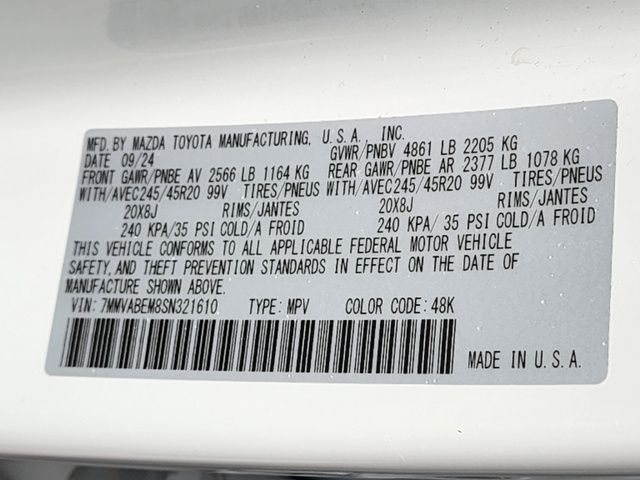 MFD. BY MAZDA TOYOTA MANUFACTURING, U.S.A., INC.
DATE 09/24 GVWR/PNBV 4861 LB 2205 KG
FRONT GAWR/PNBE AV 2566 LB 1164 KG REAR GAWR/PNBE AR 2377 LB 1078 KG
WITH/AVEC245/45R20 99V TIRES/PNEUS WITH/AVEC245/45R20 99V TIRES/PNEUS
20X8J RIMS/JANTES 20X8J RIMS/JANTES
240 KPA/35 PSI COLD/A FROID 240 KPA/ 35 PSI COLD/A FROID
THIS VEHICLE CONFORMS TO ALL APPLICABLE FEDERAL MOTOR VEHICLE
SAFETY, AND THEFT PREVENTION STANDARDS IN EFFECT ON THE DATE OF
MANUFACTURE SHOWN ABOVE.
VIN: 7MMVABEM8SN321610 TYPE: MPV COLOR CODE: 48K
MADE IN U.S.A.